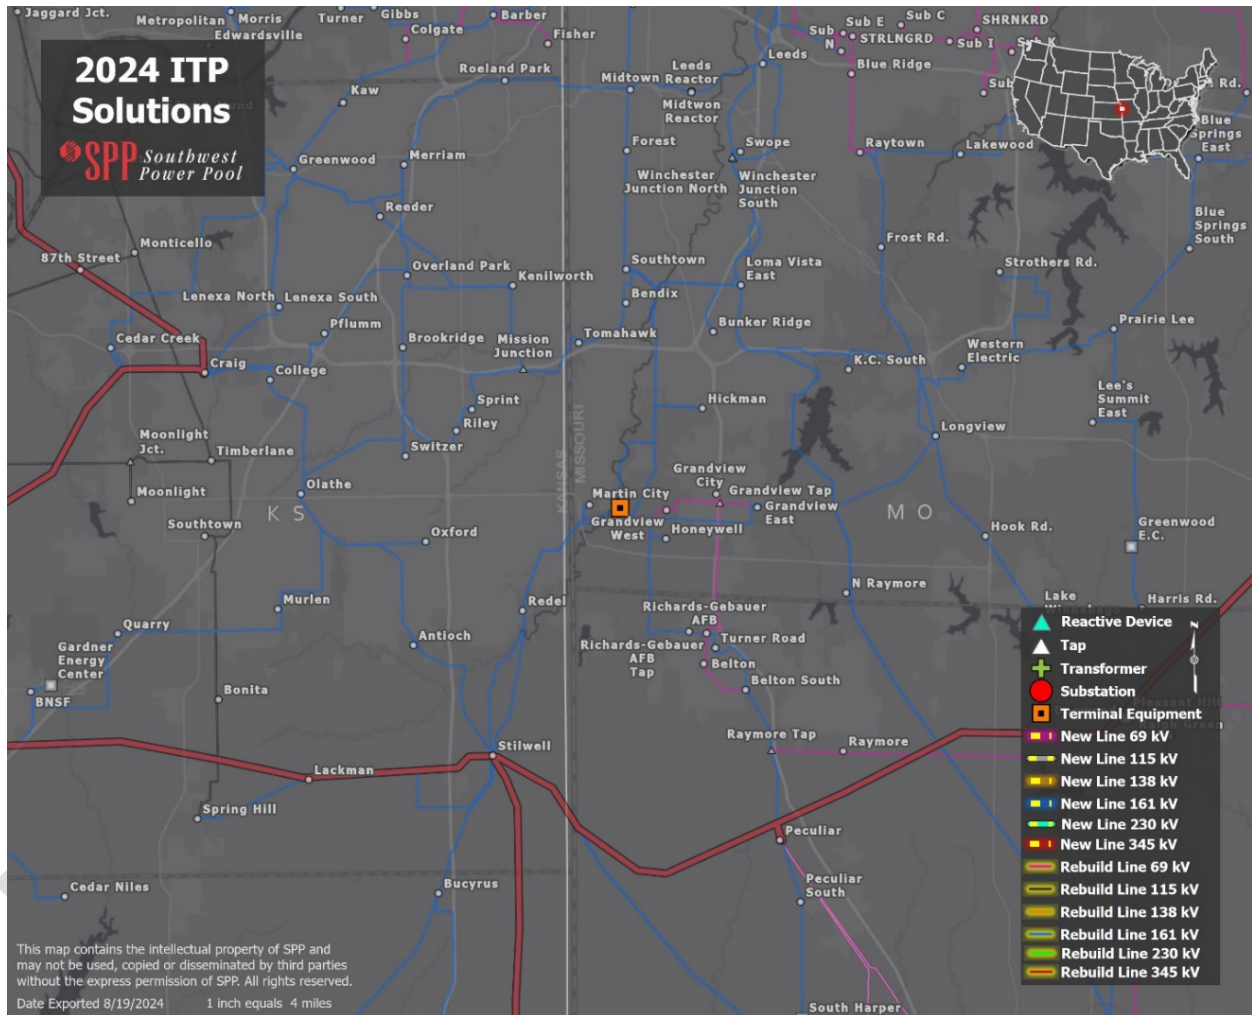 Jaggard Jct.
Metropolitan
Morris
Edwardsville
Turner
Gibbs
Colgate
Barber
Fisher
Sub E
Sub C
SHRNKRD
Sub
N
STRLNGRD
Sub I
Sub K
2024 ITP
Solutions
SPP Southwest
Power Pool
Kaw
Roeland Park
Midtown
Leeds
Reactor
Midtwon
Reactor
Leeds
Blue Ridge
Sub
Rd.
Blue
Springs
East
Greenwood
Merriam
Forest
Swope
Raytown
Lakewood
Winchester
Junction North
Winchester
Junction
South
Reeder
Blue
Springs
South
Monticello
87th Street
Frost Rd.
Overland Park
Kenilworth
Southtown
Loma Vista
East
Strothers Rd.
Lenexa North
Lenexa South
Bendix
Cedar Creek
Pflumm
Brookridge
Mission
Junction
Tomahawk
Bunker Ridge
Prairie Lee
Craig
College
K.C. South
Western
Electric
Sprint
Riley
Hickman
Lee's
Summit
East
Moonlight
Jct.
Timberlane
Switzer
KANSAS
MISSOURI
Longview
Moonlight
Olathe
Martin City
Grandview
City
Grandview Tap
Grandview
East
Southtown
K S
Oxford
Grandview
West
Honeywell
M O
Hook Rd.
Greenwood
E.C.
Murlen
Redel
N Raymore
Lake
Harris Rd.
Quarry
Antioch
Richards-Gebauer
AFB
Turner Road
Richards-Gebauer
AFB
Tap
Belton
Belton South
Gardner
Energy
Center
BNSF
Bonita
Stilwell
Raymore Tap
Raymore
Pleasant Hill
Lackman
Spring Hill
Peculiar
Cedar Niles
Bucyrus
Peculiar
South
South Harper
N
Reactive Device
Tap
Transformer
Substation
Terminal Equipment
New Line 69 kV
New Line 115 kV
New Line 138 kV
New Line 161 kV
New Line 230 kV
New Line 345 kV
Rebuild Line 69 kV
Rebuild Line 115 kV
Rebuild Line 138 kV
Rebuild Line 161 kV
Rebuild Line 230 kV
Rebuild Line 345 kV
This map contains the intellectual property of SPP and
may not be used, copied or disseminated by third parties
without the express permission of SPP. All rights reserved.
Date Exported 8/19/2024
1 inch equals 4 miles